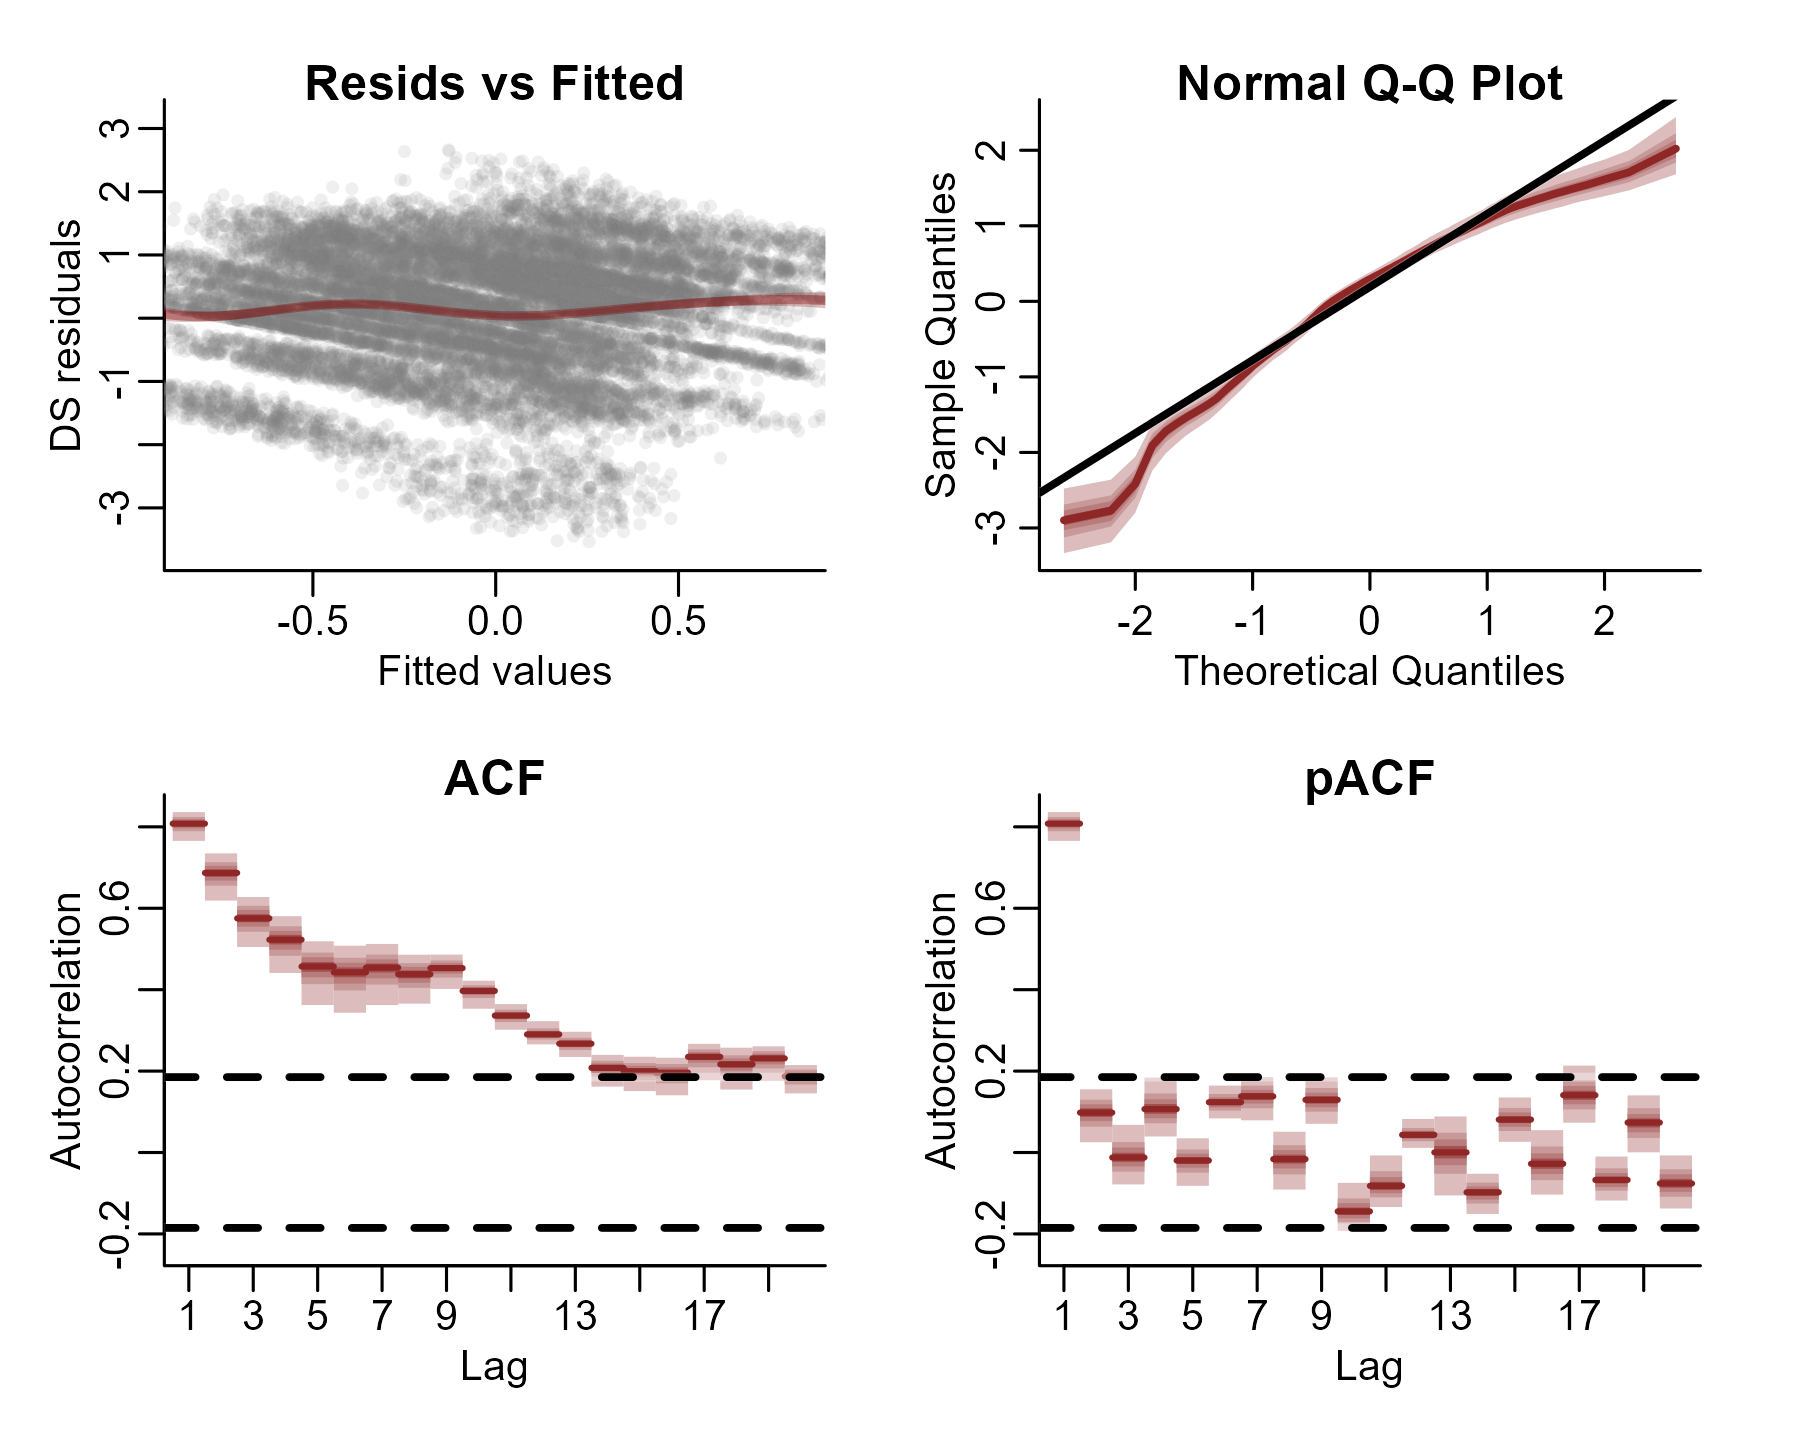 Resids vs Fitted
DS residuals
3
2
1
-1
-3
-0.5 0.0 0.5
Fitted values
Normal Q-Q Plot
Sample Quantiles
2
1
0
-1
-2
-3
-2 -1 0 1 2
Theoretical Quantiles
ACF
Autocorrelation
0.6
0.2
-0.2
1 3 5 7 9 13 17
Lag
pACF
Autocorrelation
0.6
0.2
-0.2
1 3 5 7 9 13 17
Lag